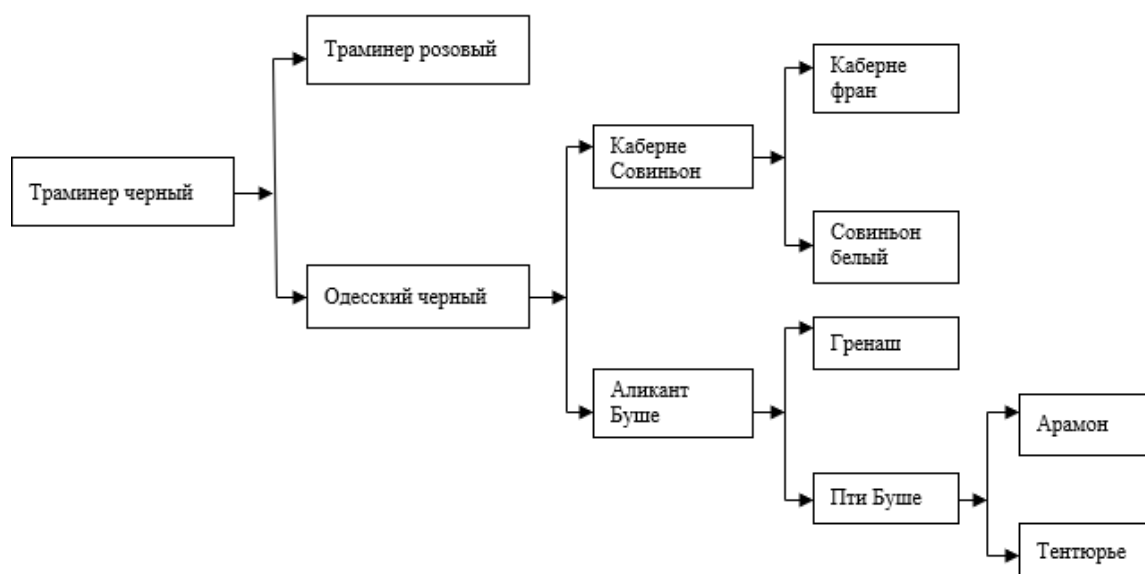 Траминер розовый
Каберне
фран
Каберне
Совиньон
Траминер черный
Совиньон
белый
Одесский черный
Гренаш
Аликант
Буше
Арамон
Пти Буше
Тентюрье